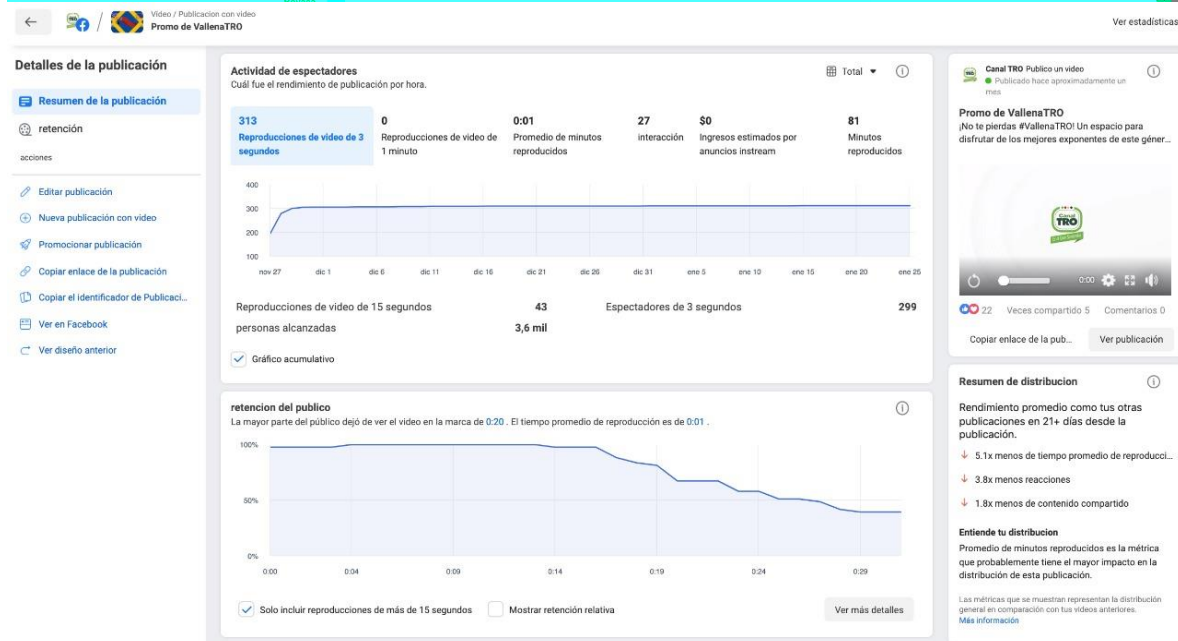 Video / Publicacion con video
Promo de VallenaTRO
Ver estadísticas
Detalles de la publicación
Resumen de la publicación
retención
acciones
Editar publicación
Nueva publicación con video
Promocionar publicación
Copiar enlace de la publicación
Copiar el identificador de Publicaci...
Ver en Facebook
Ver diseño anterior
Actividad de espectadores
Cuál fue el rendimiento de publicación por hora.
Total
313
Reproducciones de video de 3
segundos
0
Reproducciones de video de
1 minuto
0:01
Promedio de minutos
reproducidos
27
interacción
$0
Ingresos estimados por
anuncios instream
81
Minutos
reproducidos
400
300
200
100
nov 27 dic 1 dic 6 dic 11 dic 16 dic 21 dic 26 dic 31 ene 5 ene 10 ene 15 ene 20 ene 25
Reproducciones de video de 15 segundos 43 Espectadores de 3 segundos 299
personas alcanzadas 3,6 mil
Gráfico acumulativo
retencion del publico
La mayor parte del público dejó de ver el video en la marca de 0:20 . El tiempo promedio de reproducción es de 0:01 .
100%
50%
0%
0:00 0:04 0:09 0:14 0:19 0:24 0:29
Solo incluir reproducciones de más de 15 segundos Mostrar retención relativa Ver más detalles
Canal TRO Publico un video
Publicado hace aproximadamente un
mes
Promo de VallenaTRO
¡No te pierdas #VallenaTRO! Un espacio para
disfrutar de los mejores exponentes de este géner...
Canal
TRO
0:00
22 Veces compartido 5 Comentarios 0
Copiar enlace de la pub... Ver publicación
Resumen de distribucion
Rendimiento promedio como tus otras
publicaciones en 21+ días desde la
publicación.
5.1x menos de tiempo promedio de reproducci...
3.8x menos reacciones
1.8x menos de contenido compartido
Entiende tu distribucion
Promedio de minutos reproducidos es la métrica
que probablemente tiene el mayor impacto en la
distribución de esta publicación.
Las métricas que se muestran representan la distribución
general en comparación con tus videos anteriores.
Más información